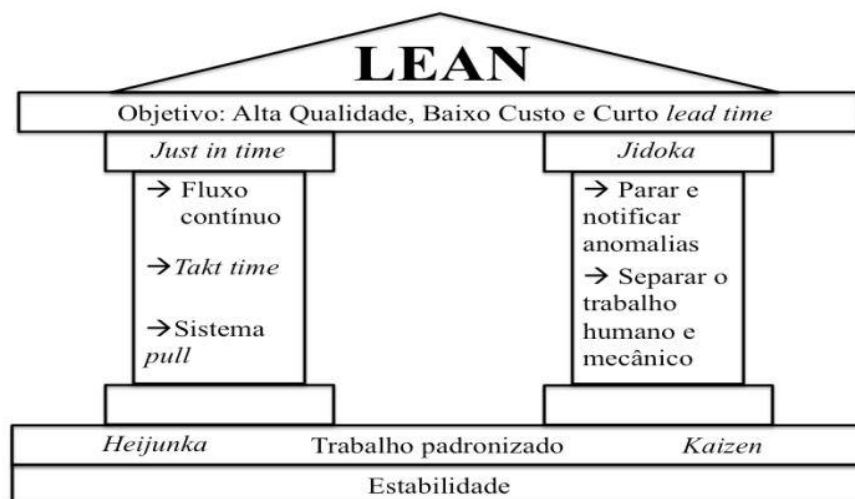 LEAN
Objetivo: Alta Qualidade, Baixo Custo e Curto lead time
Just in time
→ Fluxo
contínuo
→Takt time
→Sistema
pull
Jidoka
→ Parar e
notificar
anomalias
→ Separar o
trabalho
humano e
mecânico
Heijunka Trabalho padronizado Kaizen
Estabilidade